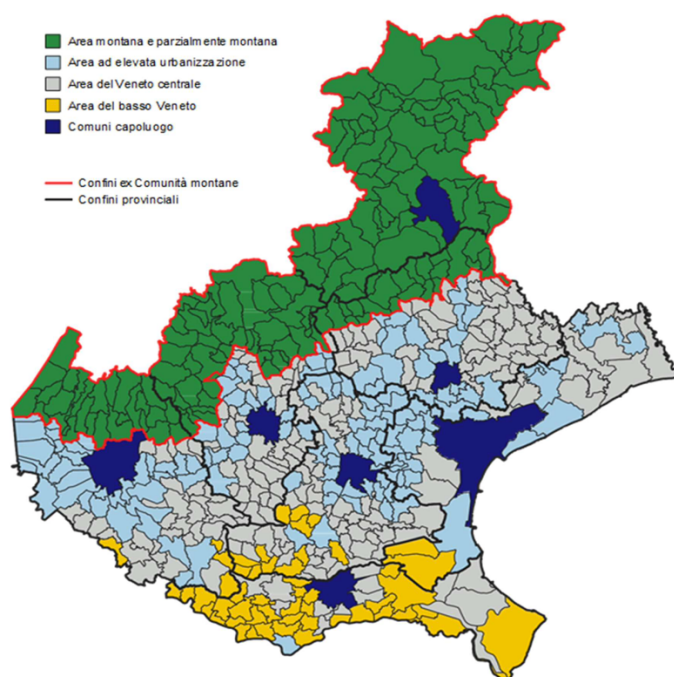 Area montana e parzialmente montana
Area ad elevata urbanizzazione
Area del Veneto centrale
Area del basso Veneto
Comuni capoluogo
Confini ex Comunità montane
Confini provinciali